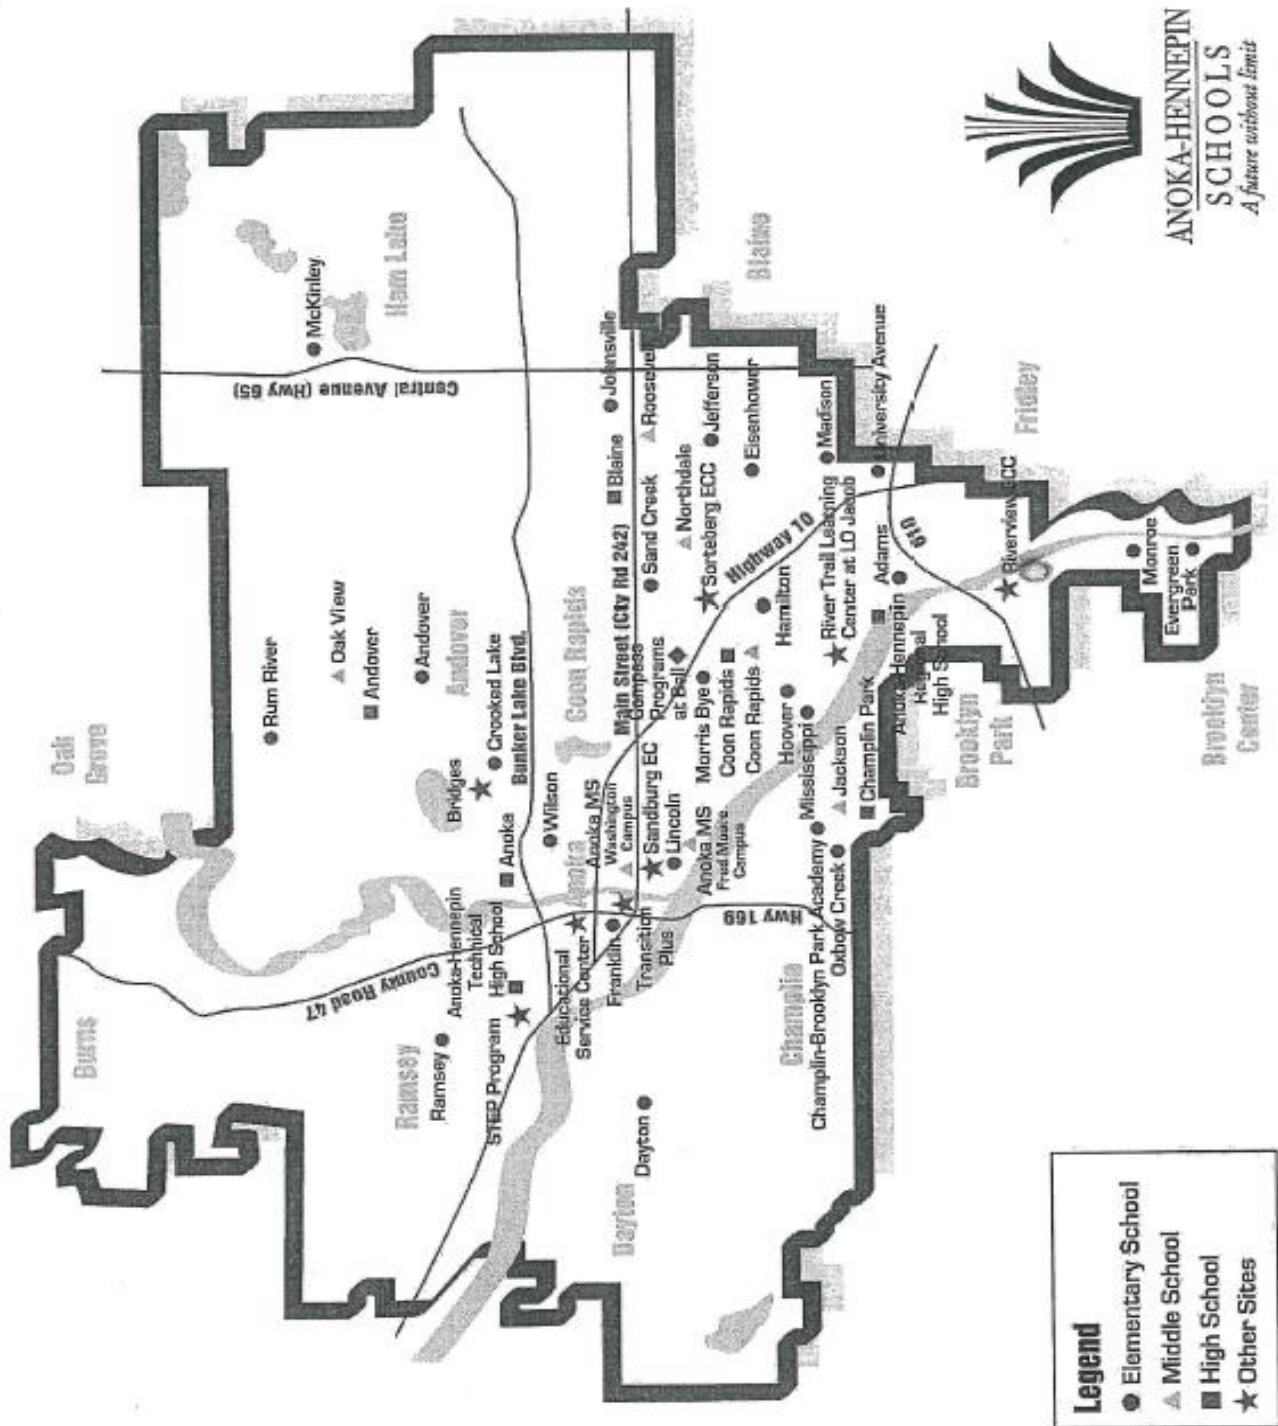 Oak
Grove
Burns
Rum River
Oak View
Andover
Andover
Andover
McKinley
Ham Lake
Central Avenue (Hwy 65)
County Road 47
Ramsey
Ramsey
Anoka-Hennepin
Technical
High School
STEP Program
Bridges
Crooked Lake
Anoka
Bunker Lake Blvd.
Wilson
Coon Rapids
Anoka
Educational
Service Center
Franklin
Anoka MS
Washington
Campus
Main Street (Cty Rd 242)
Blaine
Johnsville
Transition
Plus
Sandburg EC
Lincoln
Compass
Programs
at Bell
Sand Creek
Roosevelt
Northdale
Sorteberg ECC
Jefferson
Blaine
Anoka MS
Fred Moore
Campus
Morris Bye
Coon Rapids
Coon Rapids
Highway 10
Eisenhower
Hamilton
Dayton
Dayton
Hwy 169
Hoover
Mississippi
River Trail Learning
Center at LO Jacob
Madison
University Avenue
Champlin
Champlin-Brooklyn Park Academy
Oxbow Creek
Jackson
Champlin Park
Adams
Anoka-Hennepin
Regional
High School
610
Brooklyn
Park
Riverview ECC
Fridley
Monroe
Evergreen
Park
Brooklyn
Center
Legend
Elementary School
Middle School
High School
Other Sites
ANOKA-HENNEPIN
SCHOOLS
A future without limit